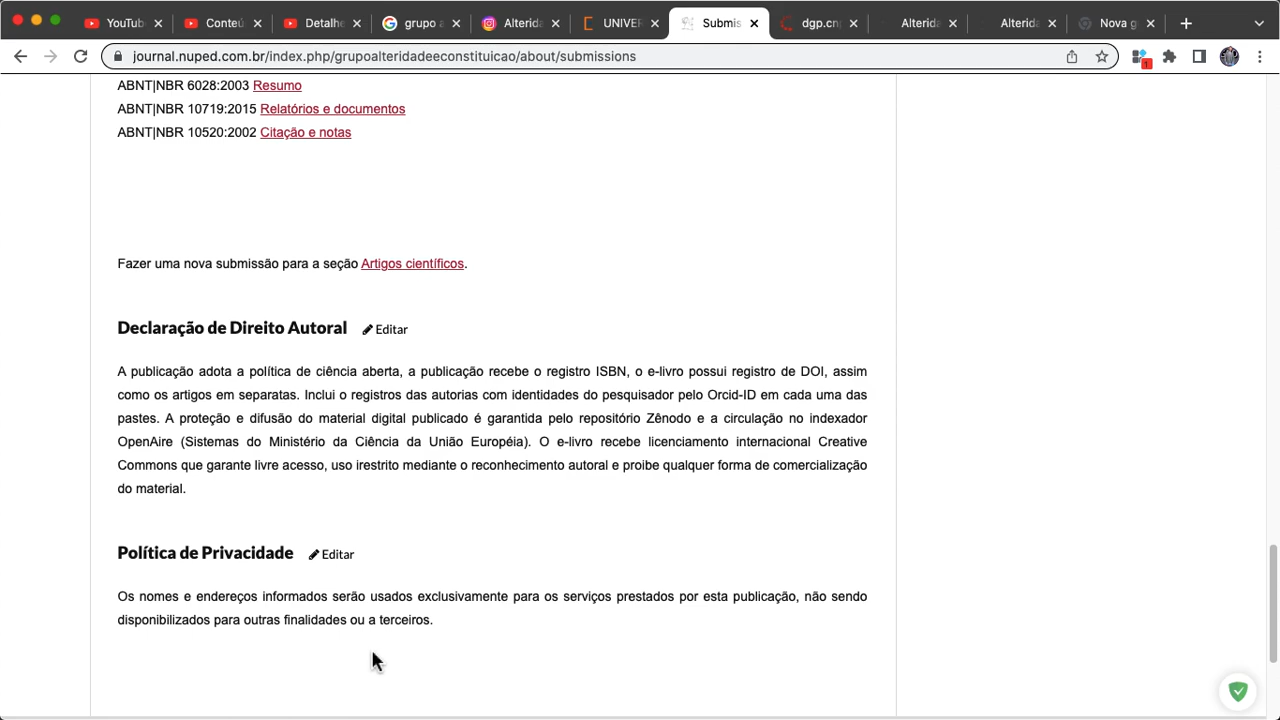 YouTub
Conteú
Detalhe
grupo a
Alterida
UNIVER
Submis
dgp.cnp
Alterida
Alterida
Nova g
journal.nuped.com.br/index.php/grupoalteridadeeconstituicao/about/submissions
1
ABNT|NBR 6028:2003 Resumo
ABNT|NBR 10719:2015 Relatórios e documentos
ABNT|NBR 10520:2002 Citação e notas
Fazer uma nova submissão para a seção Artigos científicos.
Declaração de Direito Autoral Editar
A publicação adota a política de ciência aberta, a publicação recebe o registro ISBN, o e-livro possui registro de DOI, assim
como os artigos em separatas. Inclui o registros das autorias com identidades do pesquisador pelo Orcid-ID em cada uma das
pastes. A proteção e difusão do material digital publicado é garantida pelo repositório Zênodo e a circulação no indexador
OpenAire (Sistemas do Ministério da Ciência da União Européia). O e-livro recebe licenciamento internacional Creative
Commons que garante livre acesso, uso irestrito mediante o reconhecimento autoral e proibe qualquer forma de comercialização
do material.
Política de Privacidade Editar
Os nomes e endereços informados serão usados exclusivamente para os serviços prestados por esta publicação, não sendo
disponibilizados para outras finalidades ou a terceiros.